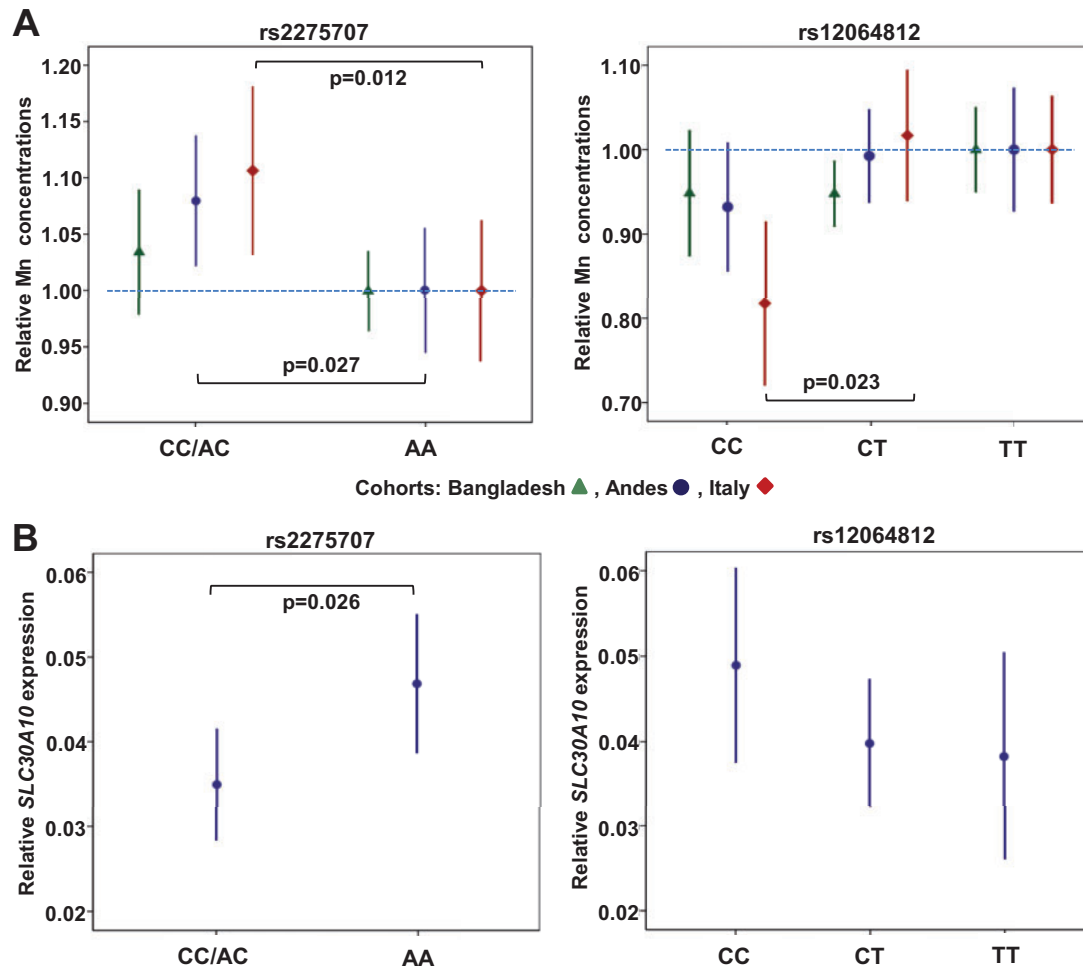 A
rs2275707
rs12064812
Relative Mn concentrations
1.20
1.15
1.10
1.05
1.00
0.95
0.90
p=0.012
p=0.027
CC/AC
AA
Relative Mn concentrations
1.10
1.00
0.90
0.80
0.70
p=0.023
CC
CT
TT
Cohorts: Bangladesh , Andes , Italy
B
rs2275707
rs12064812
Relative SLC30A10 expression
0.06
0.05
0.04
0.03
0.02
p=0.026
CC/AC
AA
Relative SLC30A10 expression
0.06
0.05
0.04
0.03
0.02
CC
CT
TT